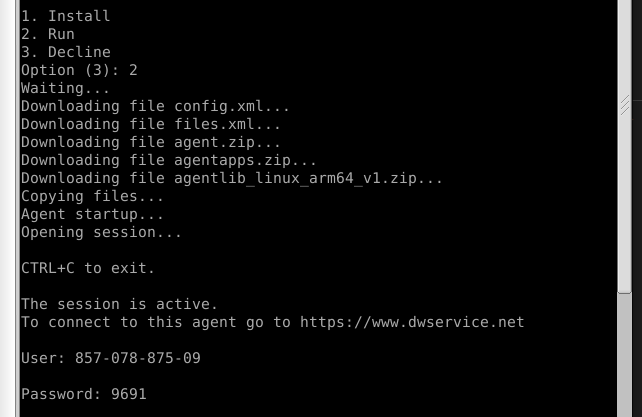 1. Install
2. Run
3. Decline
Option (3): 2
Waiting...
Downloading file config.xml...
Downloading file files.xml...
Downloading file agent.zip...
Downloading file agentapps.zip...
Downloading file agentlib_linux_arm64_v1.zip...
Copying files...
Agent startup...
Opening session...
CTRL+C to exit.
The session is active.
To connect to this agent go to https://www.dwservice.net
User: 857-078-875-09
Password: 9691